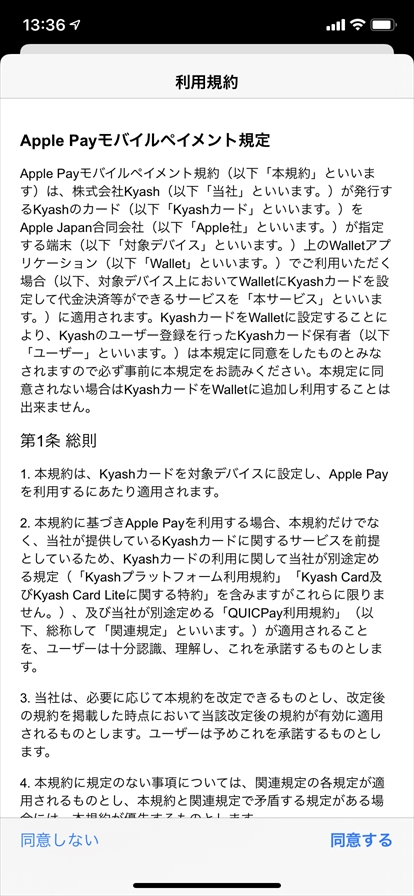 13:36
利用規約
Apple Payモバイルペイメント規定
Apple Payモバイルペイメント規約（以下「本規約」といいま
す）は、株式会社Kyash（以下「当社」といいます。）が発行す
るKyashのカード（以下「Kyashカード」といいます。）を
Apple Japan合同会社（以下「Apple社」といいます。）が指定
する端末（以下「対象デバイス」といいます。）上のWalletアプ
リケーション（以下「Wallet」といいます。）でご利用いただく
場合（以下、対象デバイス上においてWalletにKyashカードを設
定して代金決済等ができるサービスを「本サービス」といいま
す。）に適用されます。KyashカードをWalletに設定することに
より、Kyashのユーザー登録を行ったKyashカード保有者（以下
「ユーザー」といいます。）は本規定に同意をしたものとみな
されますので必ず事前に本規定をお読みください。本規定に同
意されない場合はKyashカードをWalletに追加し利用することは
出来ません。
第1条 総則
1. 本規約は、Kyashカードを対象デバイスに設定し、Apple Pay
を利用するにあたり適用されます。
2. 本規約に基づきApple Payを利用する場合、本規約だけでな
く、当社が提供しているKyashカードに関するサービスを前提
としているため、Kyashカードの利用に関して当社が別途定め
る規定（「Kyashプラットフォーム利用規約」「Kyash Card及
びKyash Card Liteに関する特約」を含みますがこれらに限りま
せん。）、及び当社が別途定める「QUICPay利用規約」（以
下、総称して「関連規定」といいます。）が適用されること
を、ユーザーは十分認識、理解し、これを承諾するものとしま
す。
3. 当社は、必要に応じて本規約を改定できるものとし、改定後
の規約を掲載した時点において当該改定後の規約が有効に適用
されるものとします。ユーザーは予めこれを承諾するものとし
ます。
4. 本規約に規定のない事項については、関連規定の各規定が適
用されるものとし、本規約と関連規定で矛盾する規定がある場
合には、本規約が優先するものとします。
同意しない
同意する